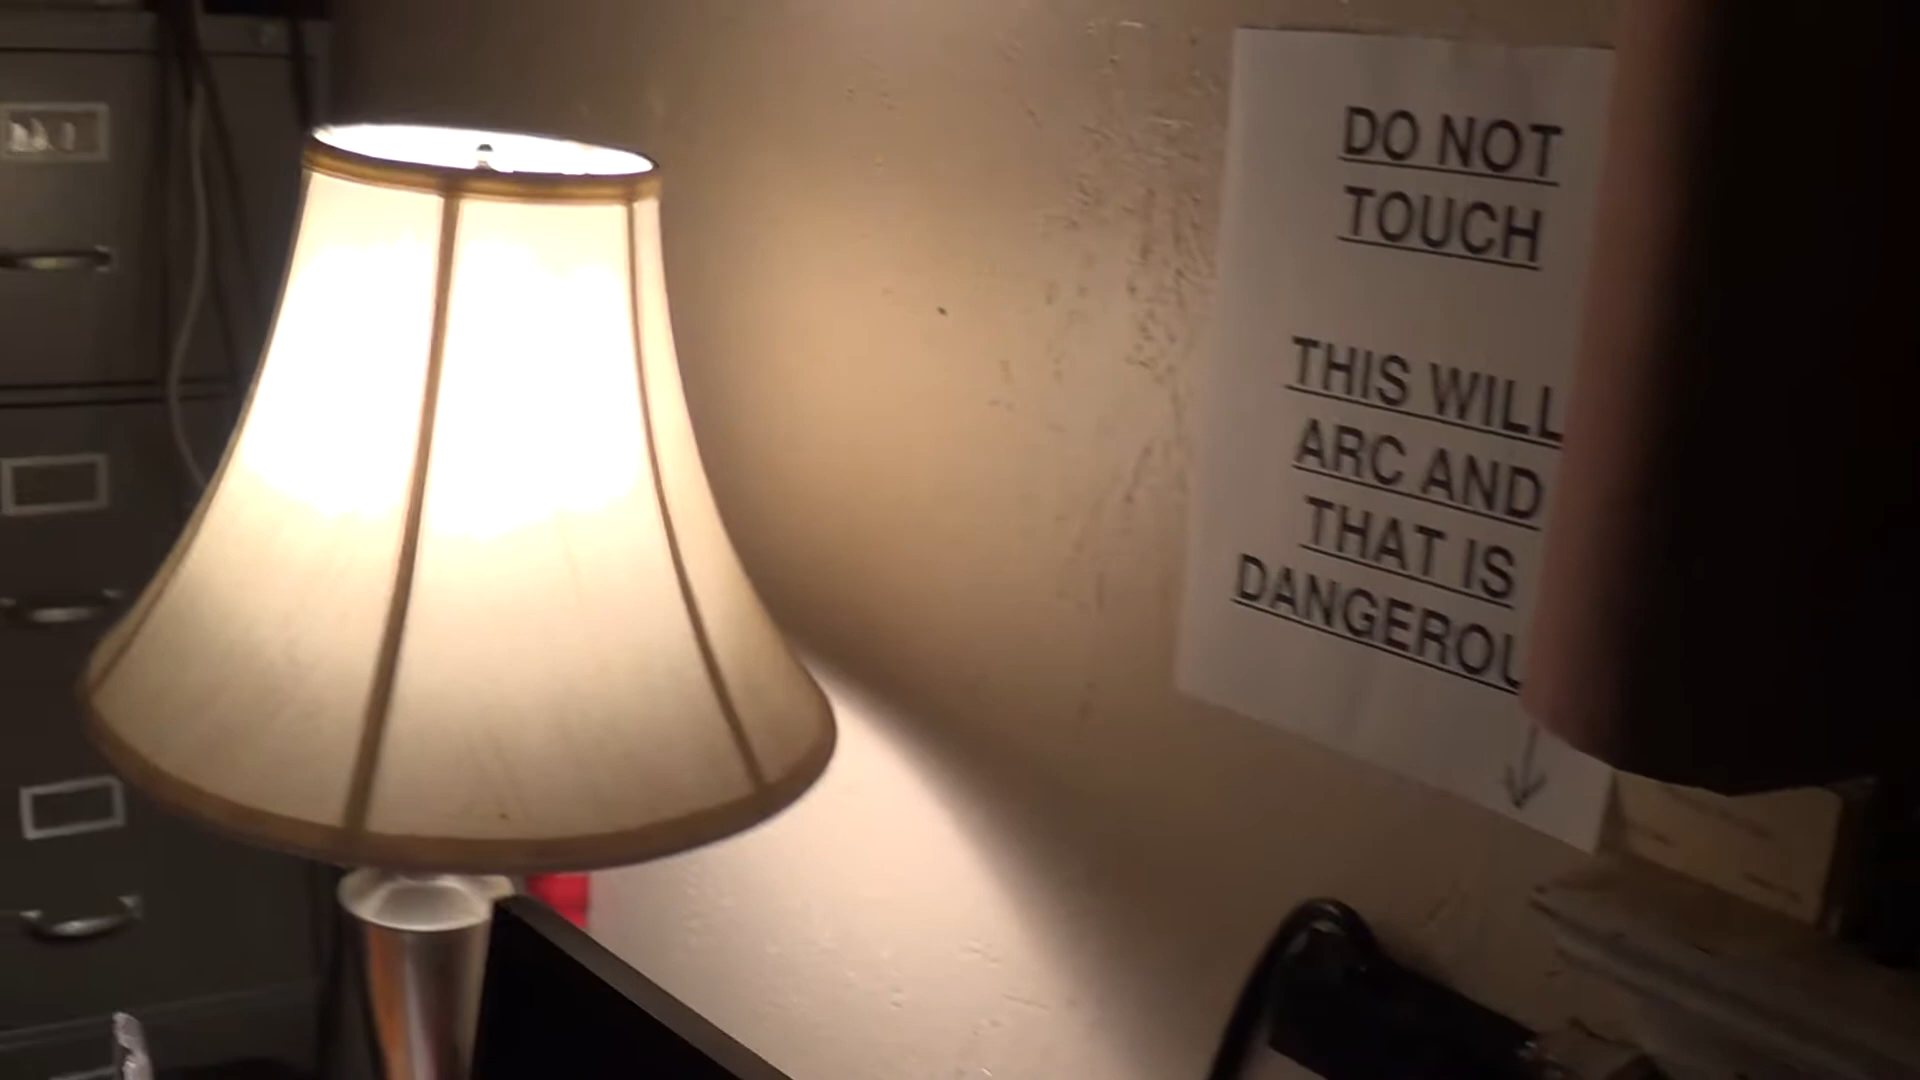 DO NOT
TOUCH
THIS WILL
ARC AND
THAT IS
DANGEROU